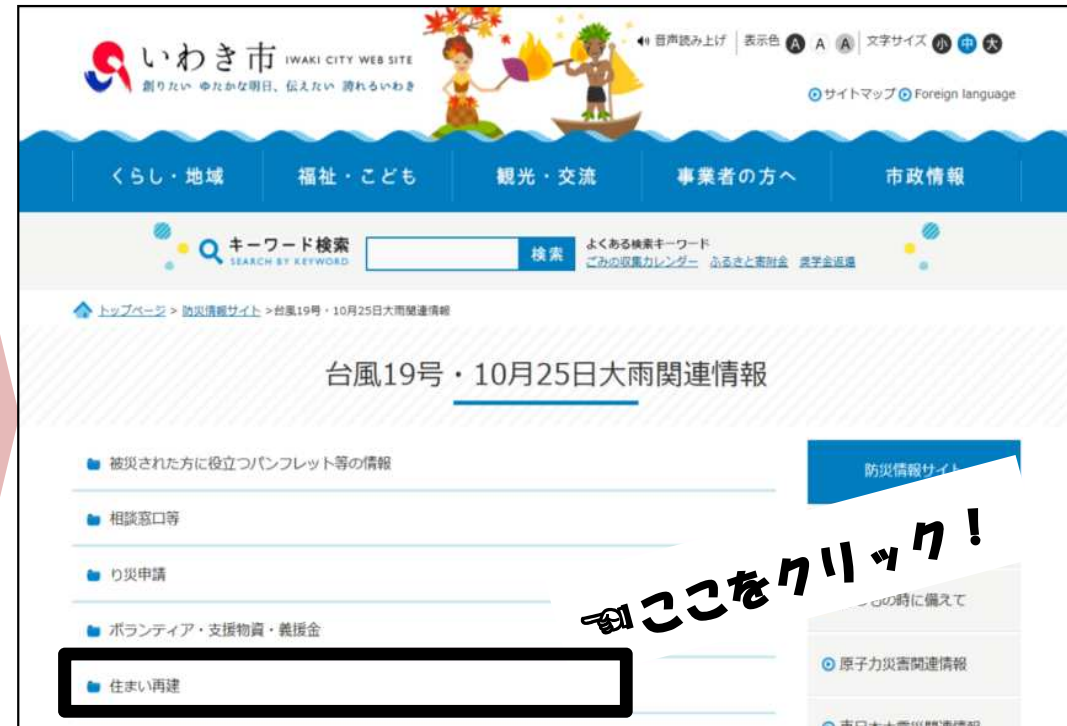 いわき市 IWAKI CITY WEB SITE
創りたい ゆたかな明日、伝えたい 誇れるいわき
音声読み上げ 表示色 A A A 文字サイズ 小 中 大
サイトマップ Foreign language
くらし・地域 福祉・こども 観光・交流 事業者の方へ 市政情報
キーワード検索
SEARCH BY KEYWORD
検索
よくある検索キーワード
ごみの収集カレンダー ふるさと寄附金 奨学金返還
トップページ > 防災情報サイト >台風19号・10月25日大雨関連情報
台風19号・10月25日大雨関連情報
被災された方に役立つパンフレット等の情報
相談窓口等
り災申請
ボランティア・支援物資・義援金
住まい再建
防災情報サイト
☜ここをクリック！
の時に備えて
原子力災害関連情報
東日本大震災関連情報